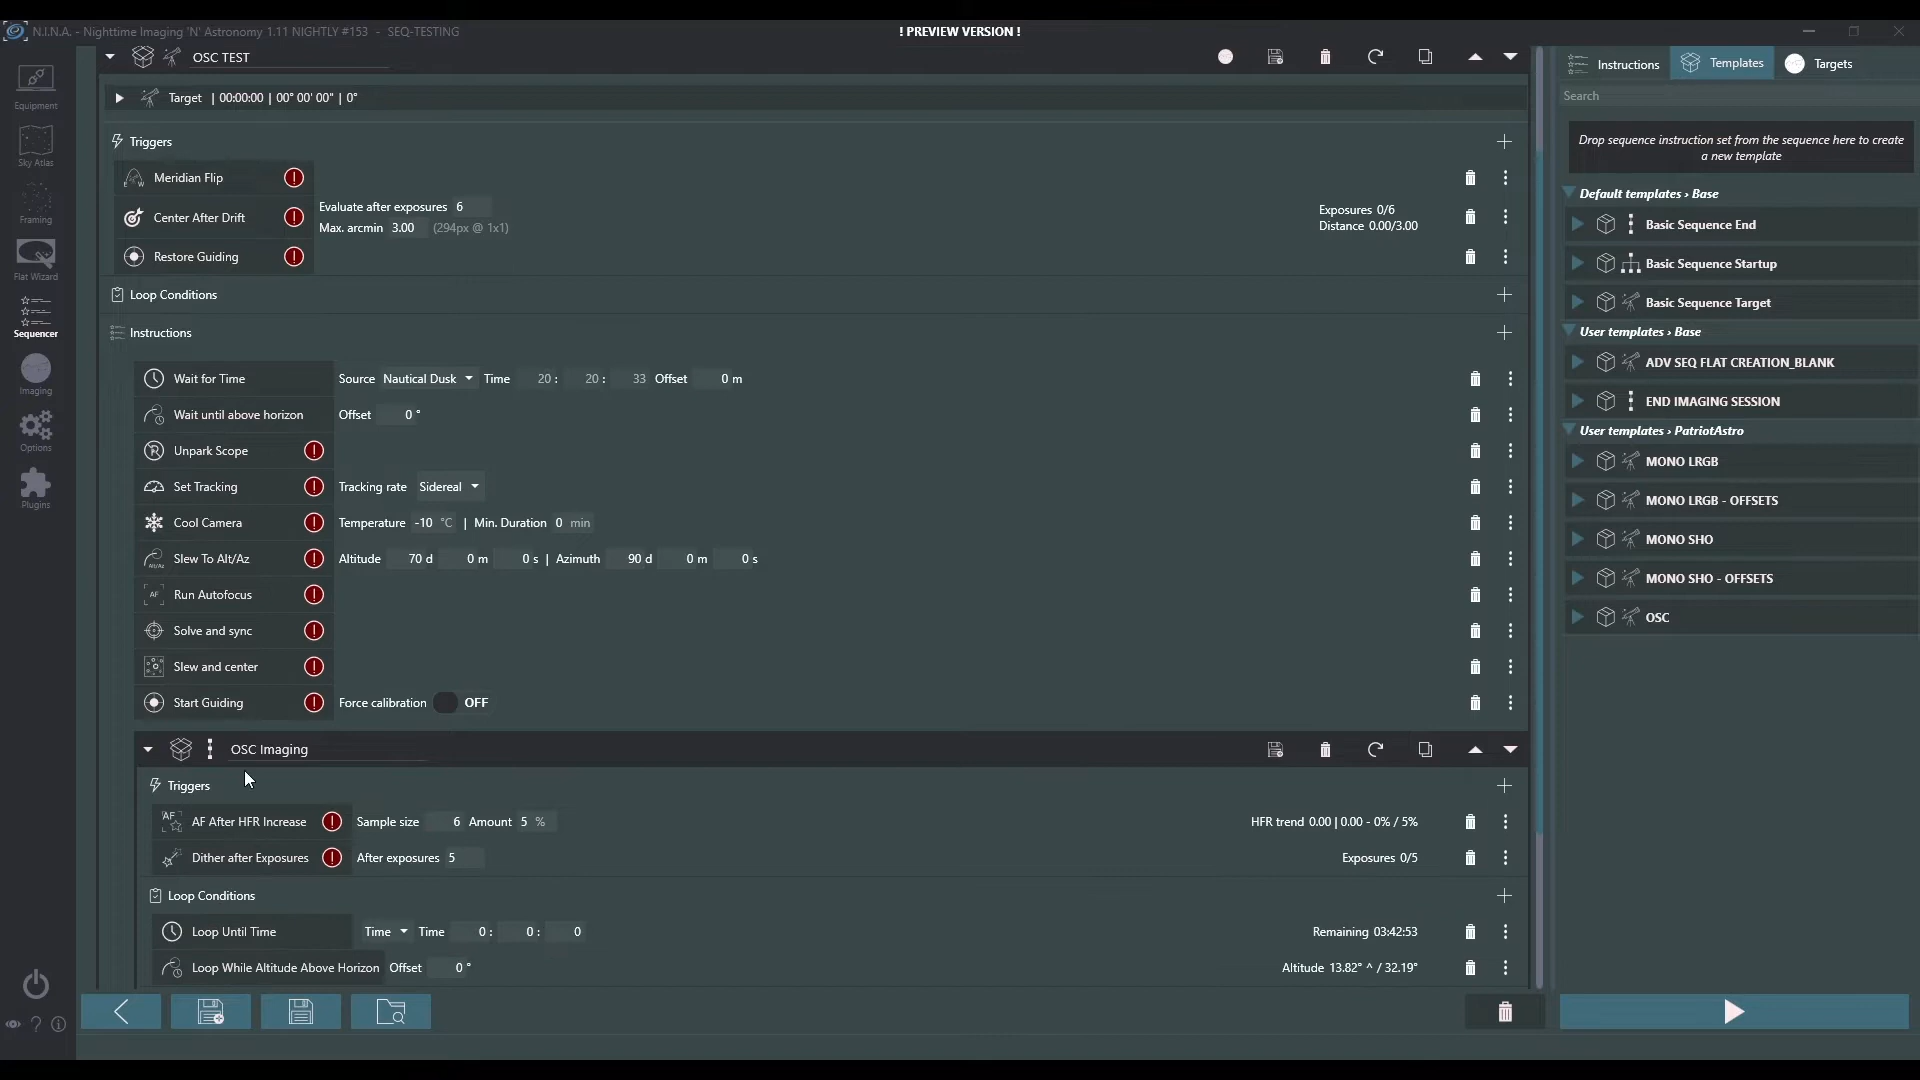 N.I.N.A. - Nighttime Imaging 'N' Astronomy 1.11 NIGHTLY #153 - SEQ-TESTING
! PREVIEW VERSION !
OSC TEST
Instructions Templates Targets
Equipment
Sky Atlas
Framing
Flat Wizard
Sequencer
Imaging
Options
Plugins
Target | 00:00:00 | 00° 00' 00" | 0°
Triggers
Meridian Flip
E W
Center After Drift Evaluate after exposures 6 Exposures 0/6
Max. arcmin 3.00 (294px @ 1x1) Distance 0.00/3.00
Restore Guiding
Loop Conditions
Instructions
Wait for Time Source Nautical Dusk Time 20 : 20 : 33 Offset 0 m
Wait until above horizon Offset 0 °
Unpark Scope
Set Tracking Tracking rate Sidereal
Cool Camera Temperature -10 °C | Min. Duration 0 min
Slew To Alt/Az Altitude 70 d 0 m 0 s | Azimuth 90 d 0 m 0 s
Alt/Az
AF Run Autofocus
Solve and sync
Slew and center
Start Guiding Force calibration OFF
OSC Imaging
Triggers
AF AF After HFR Increase Sample size 6 Amount 5 % HFR trend 0.00 | 0.00 - 0% / 5%
Dither after Exposures After exposures 5 Exposures 0/5
Loop Conditions
Loop Until Time Time Time 0 : 0 : 0 Remaining 03:42:53
Loop While Altitude Above Horizon Offset 0 ° Altitude 13.82° ^ / 32.19°
Search
Drop sequence instruction set from the sequence here to create
a new template
Default templates › Base
Basic Sequence End
Basic Sequence Startup
Basic Sequence Target
User templates › Base
ADV SEQ FLAT CREATION_BLANK
END IMAGING SESSION
User templates › PatriotAstro
MONO LRGB
MONO LRGB - OFFSETS
MONO SHO
MONO SHO - OFFSETS
OSC